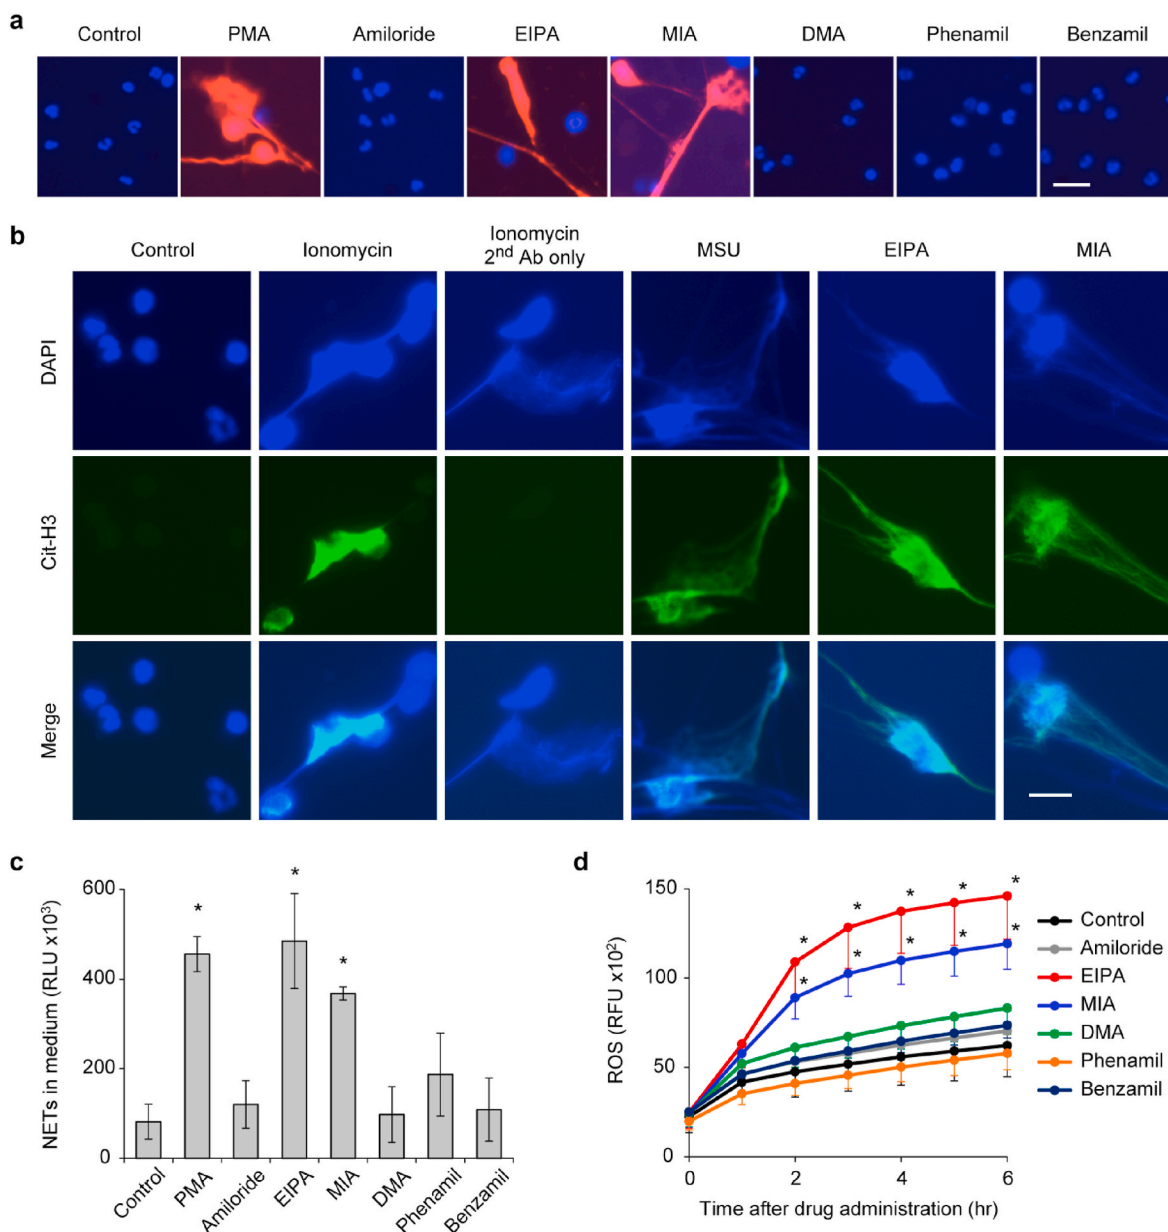 a
Control PMA Amiloride EIPA MIA DMA Phenamil Benzamil
b
Control Ionomycin Ionomycin 2nd Ab only MSU EIPA MIA
DAPI
Cit-H3
Merge
c
NETs in medium (RLU x10³)
600
400
200
0
Control PMA Amiloride EIPA MIA DMA Phenamil Benzamil
* * *
d
ROS (RFU x10²)
150
100
50
0
0 2 4 6
Time after drug administration (hr)
* * * * *
* * * * *
Control
Amiloride
EIPA
MIA
DMA
Phenamil
Benzamil